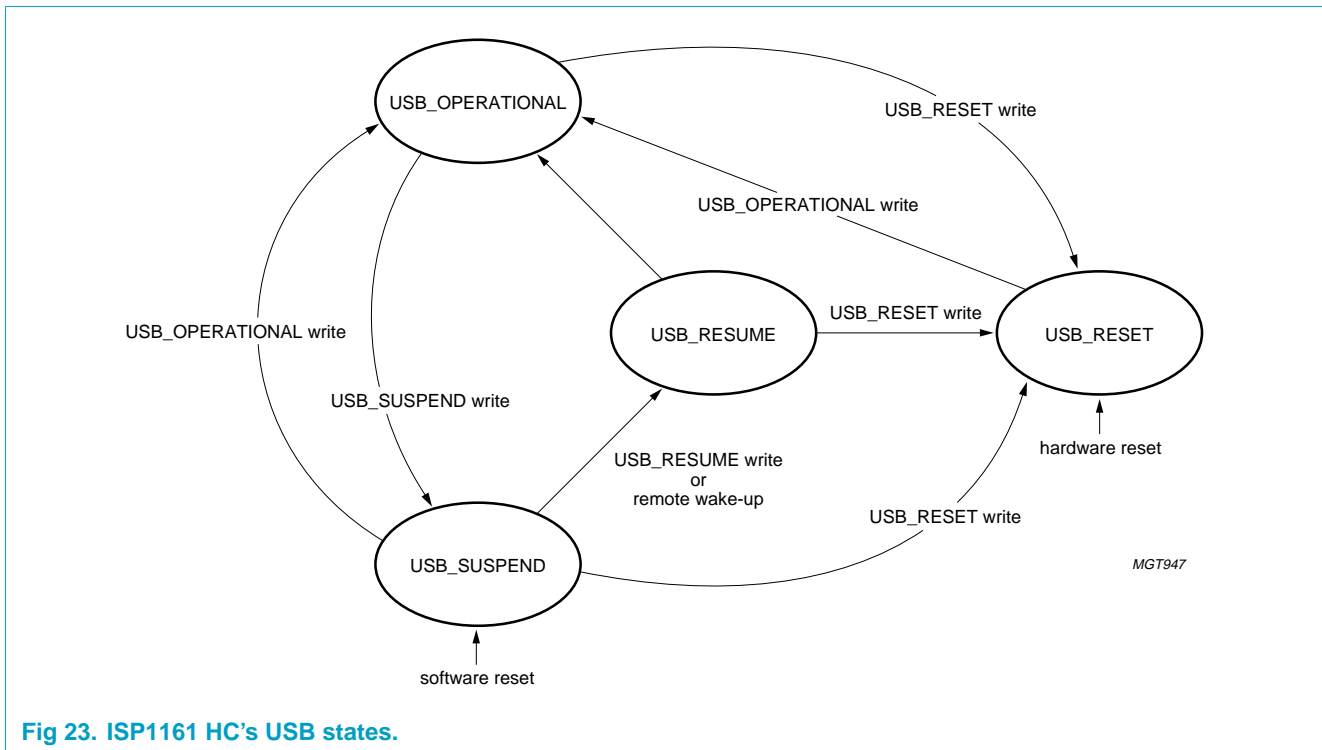 USB_OPERATIONAL
USB_RESET write
USB_OPERATIONAL write
USB_OPERATIONAL write
USB_RESUME
USB_RESET write
USB_RESET
USB_SUSPEND write
hardware reset
USB_RESUME write
or
remote wake-up
USB_RESET write
USB_SUSPEND
MGT947
software reset
Fig 23. ISP1161 HC’s USB states.